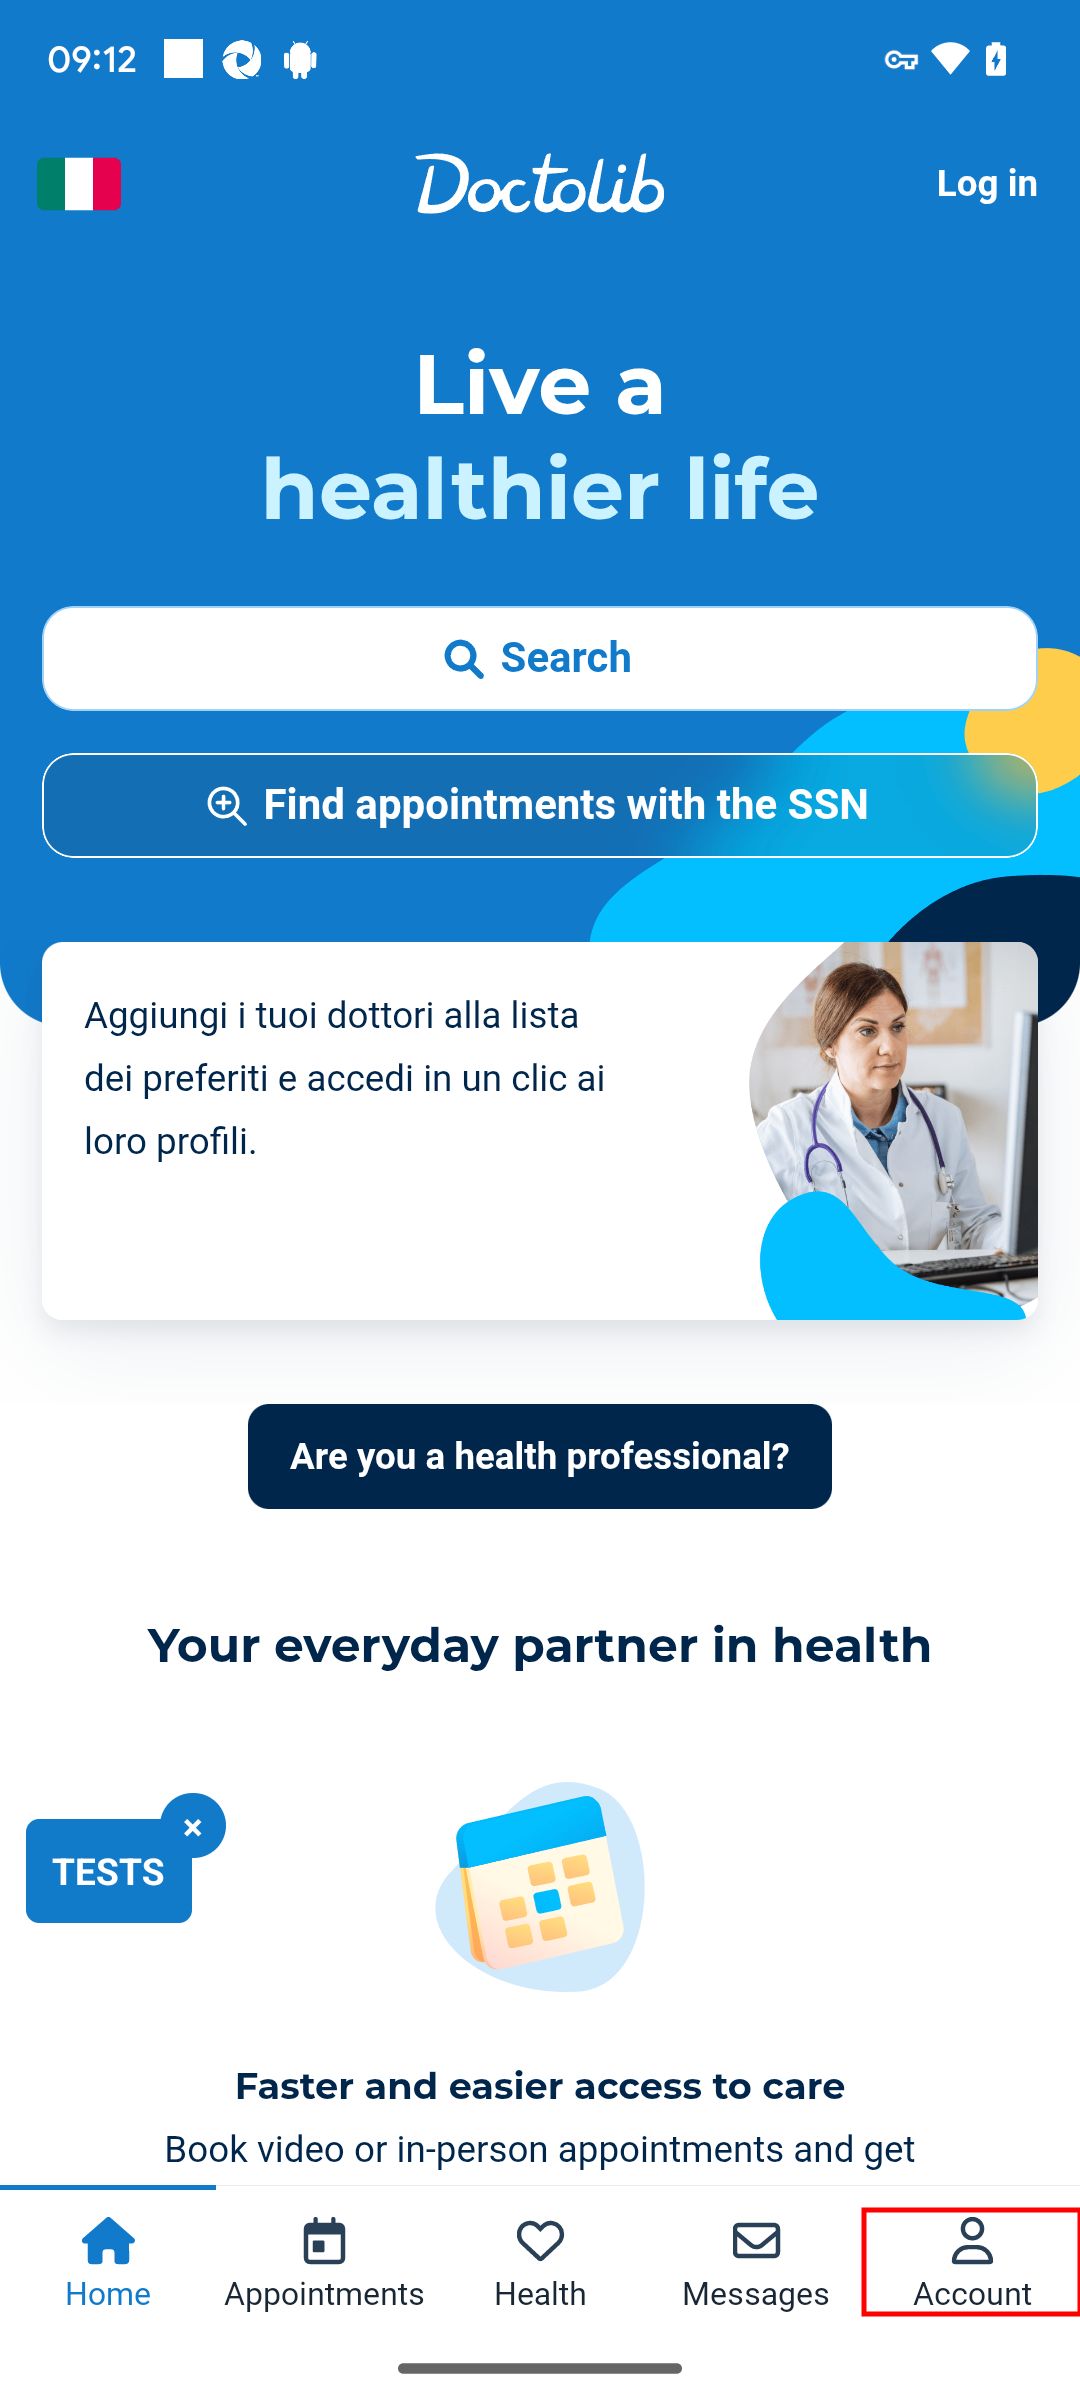 09:12
Doctolib
Log in
Live a
healthier life
Search
Find appointments with the SSN
Aggiungi i tuoi dottori alla lista
dei preferiti e accedi in un clic ai
loro profili.
Are you a health professional?
Your everyday partner in health
×
TESTS
Faster and easier access to care
Book video or in-person appointments and get
Home
Appointments
Health
Messages
Account